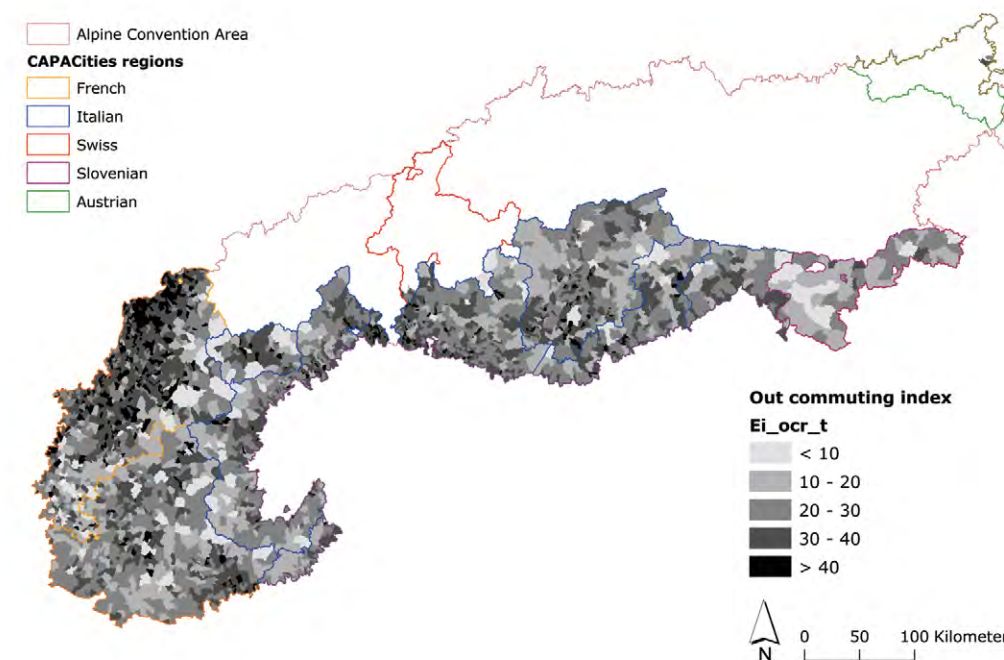 Alpine Convention Area
CAPACities regions
French
Italian
Swiss
Slovenian
Austrian
Out commuting index
Ei_ocr_t
< 10
10 - 20
20 - 30
30 - 40
> 40
N
0 50 100 Kilometer